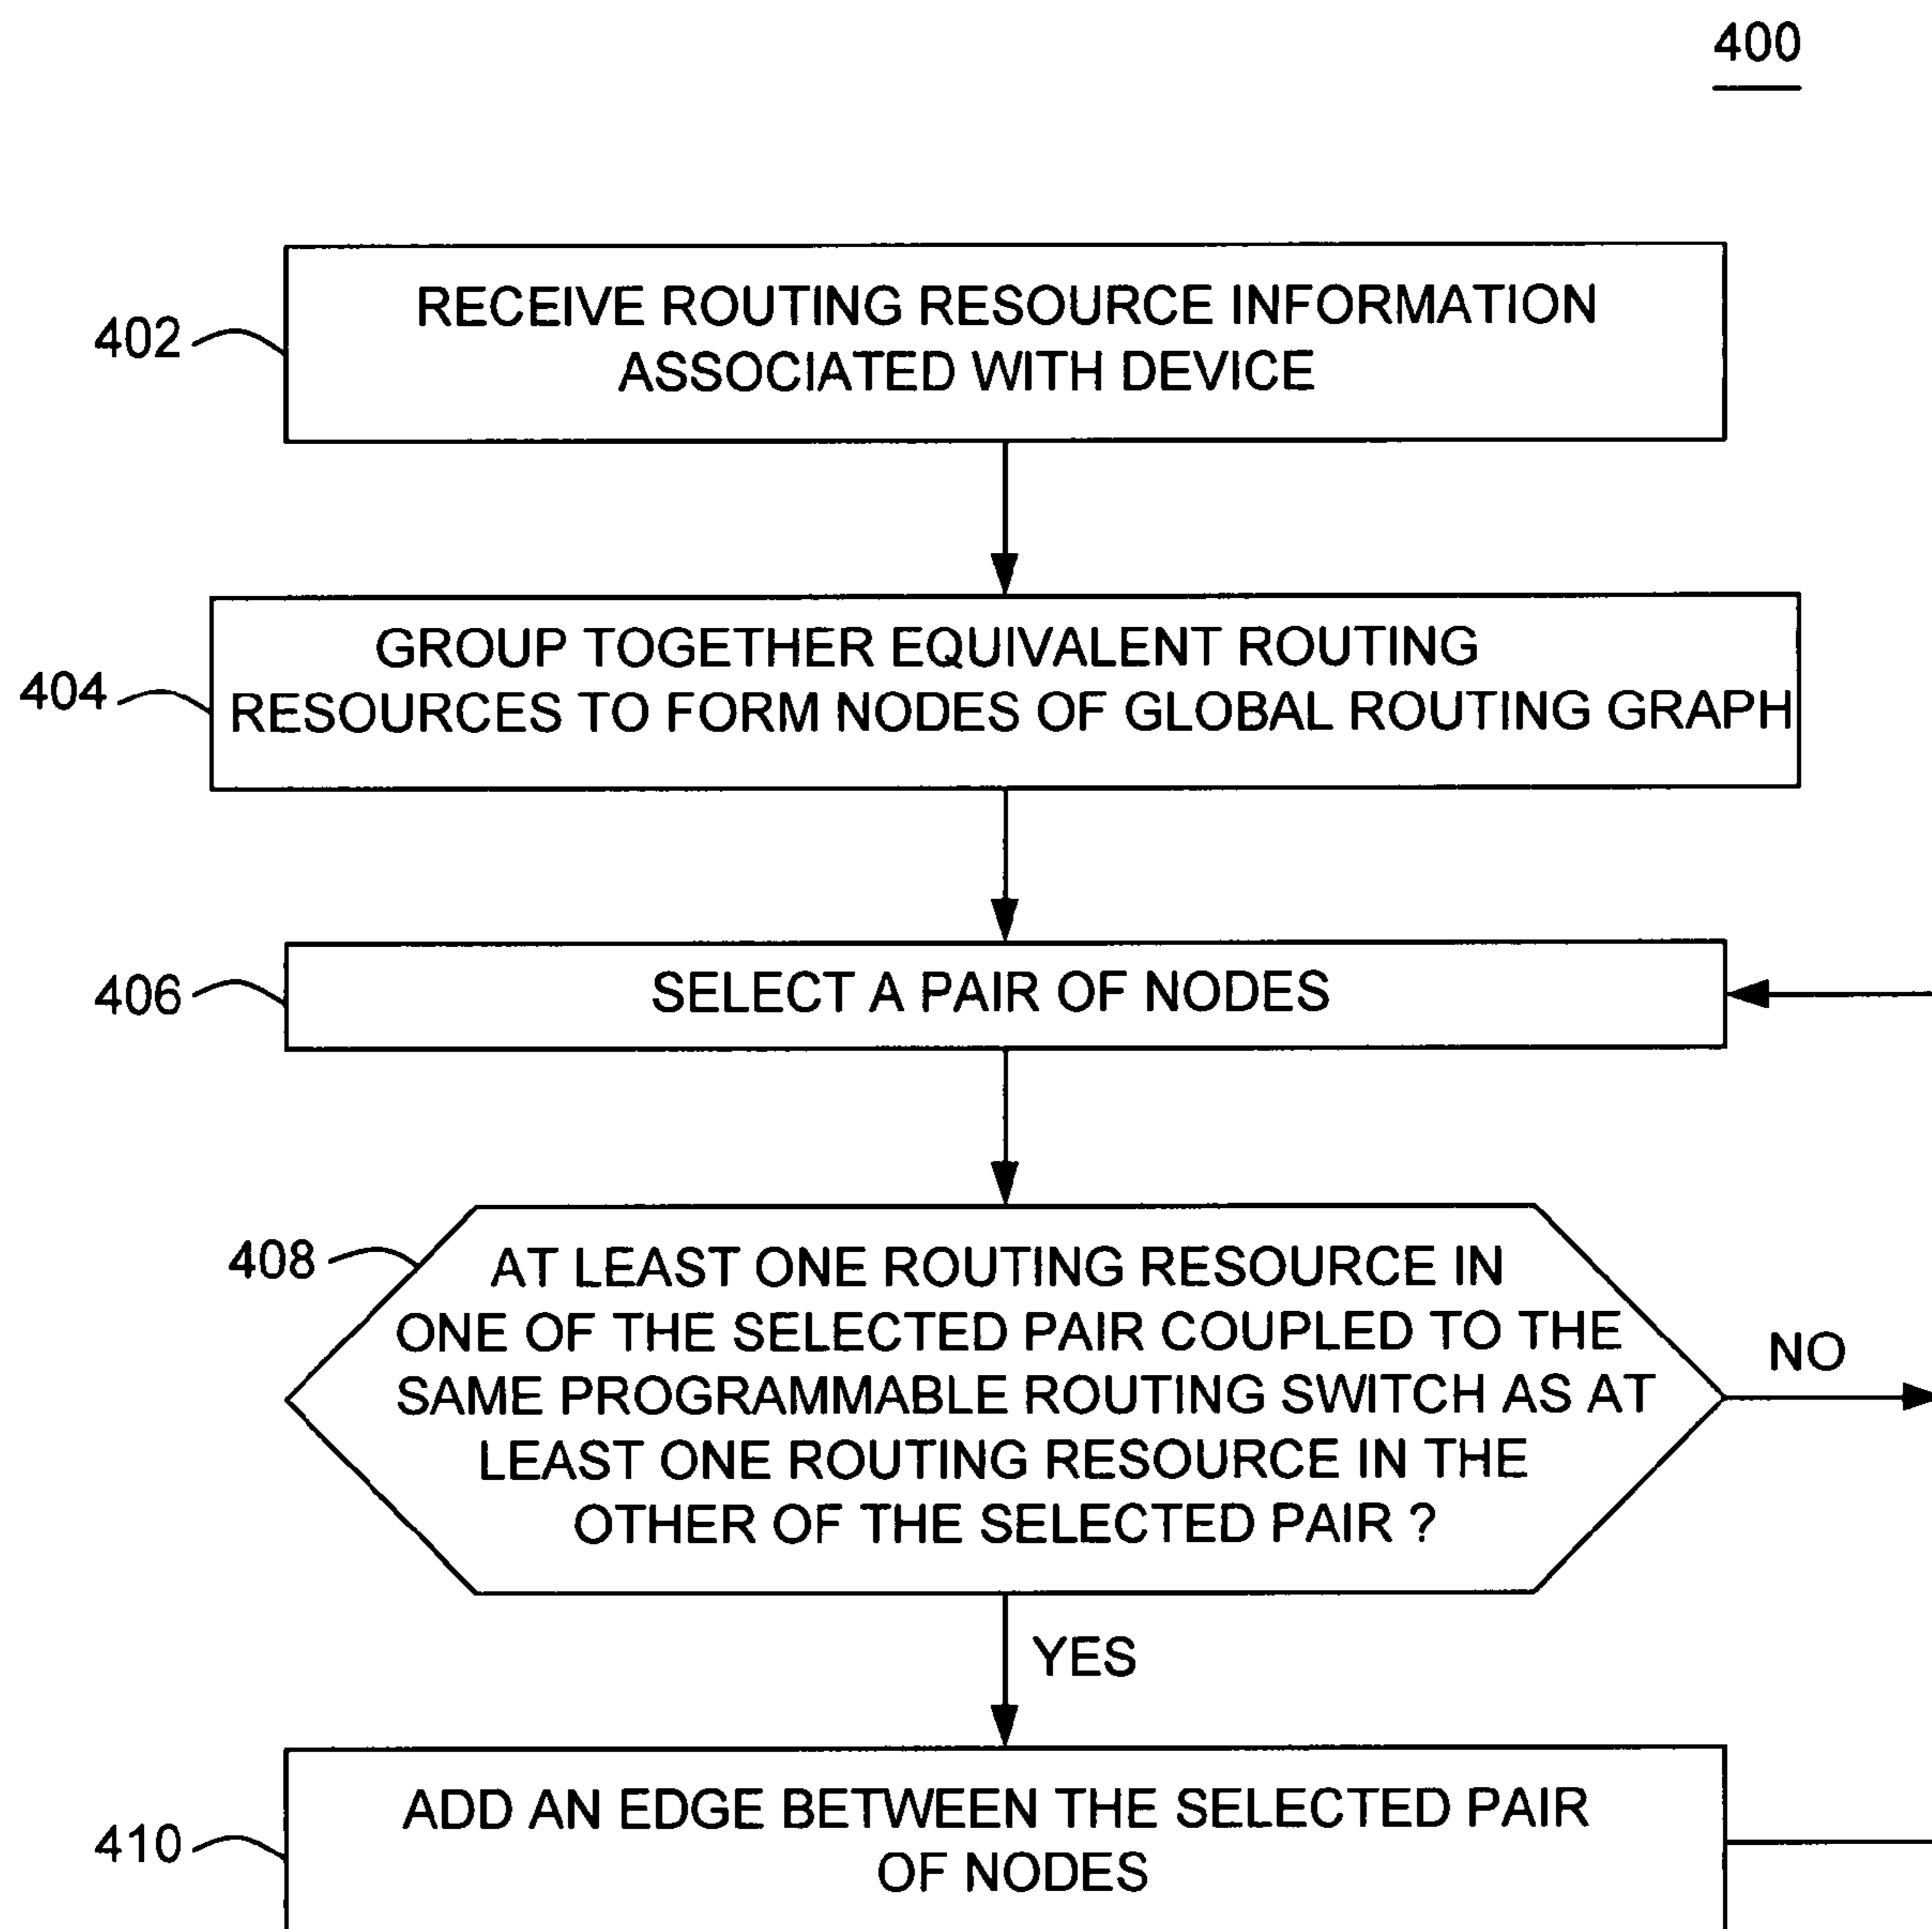 400
402
RECEIVE ROUTING RESOURCE INFORMATION
ASSOCIATED WITH DEVICE
404
GROUP TOGETHER EQUIVALENT ROUTING
RESOURCES TO FORM NODES OF GLOBAL ROUTING GRAPH
406
SELECT A PAIR OF NODES
408
AT LEAST ONE ROUTING RESOURCE IN
ONE OF THE SELECTED PAIR COUPLED TO THE
SAME PROGRAMMABLE ROUTING SWITCH AS AT
LEAST ONE ROUTING RESOURCE IN THE
OTHER OF THE SELECTED PAIR ?
NO
YES
410
ADD AN EDGE BETWEEN THE SELECTED PAIR
OF NODES